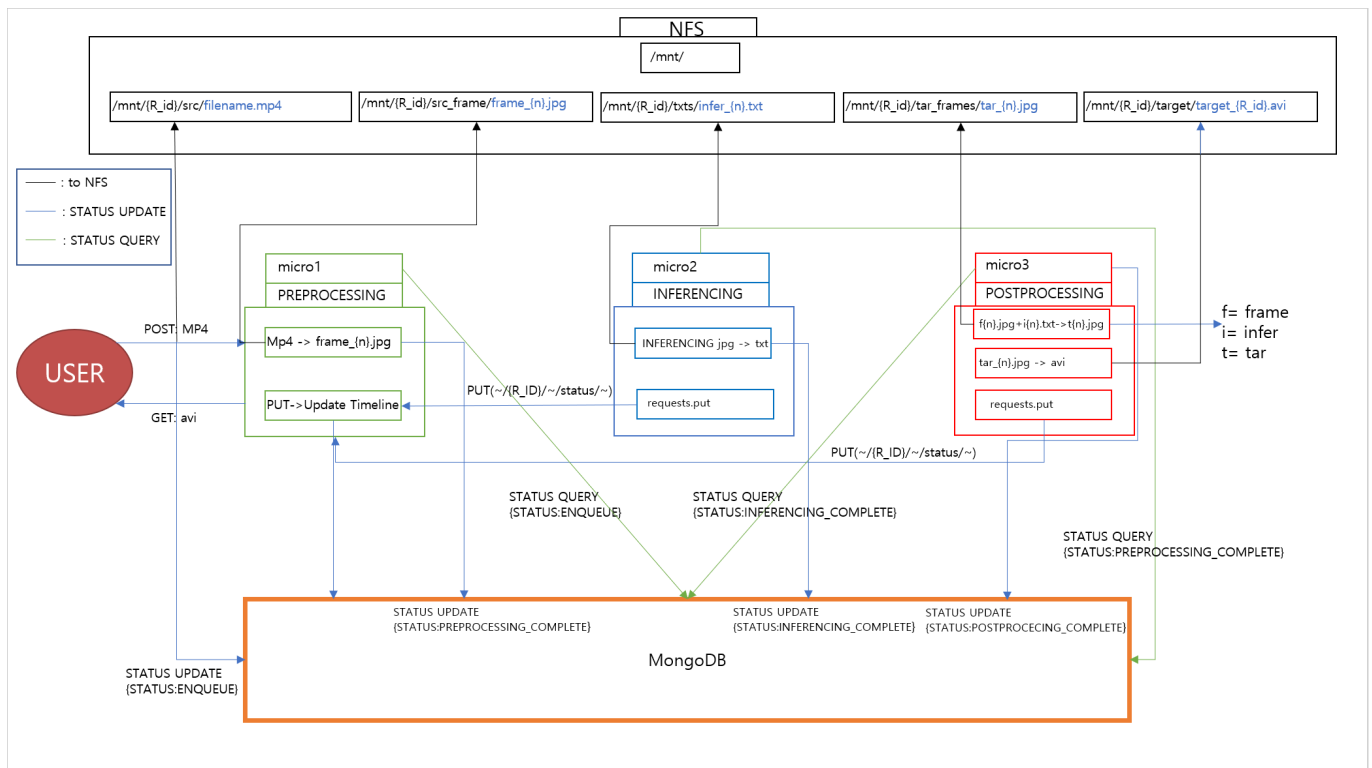 NFS
/mnt/
/mnt/{R_id}/src/filename.mp4
/mnt/{R_id}/src_frame/frame_{n}.jpg
/mnt/{R_id}/txts/infer_{n}.txt
/mnt/{R_id}/tar_frames/tar_{n}.jpg
/mnt/{R_id}/target/target_{R_id}.avi
: to NFS
: STATUS UPDATE
: STATUS QUERY
micro1
PREPROCESSING
micro2
INFERENCING
micro3
POSTPROCESSING
USER
POST: MP4
GET: avi
Mp4 -> frame_{n}.jpg
PUT->Update Timeline
PUT(~/{R_ID}/~/status/~)
INFERENCING jpg -> txt
requests.put
f{n}.jpg+i{n}.txt->t{n}.jpg
tar_{n}.jpg -> avi
requests.put
f= frame
i= infer
t= tar
PUT(~/{R_ID}/~/status/~)
STATUS QUERY
{STATUS:ENQUEUE}
STATUS QUERY
{STATUS:INFERENCING_COMPLETE}
STATUS QUERY
{STATUS:PREPROCESSING_COMPLETE}
STATUS UPDATE
{STATUS:PREPROCESSING_COMPLETE}
STATUS UPDATE
{STATUS:INFERENCING_COMPLETE}
STATUS UPDATE
{STATUS:POSTPROCECING_COMPLETE}
MongoDB
STATUS UPDATE
{STATUS:ENQUEUE}